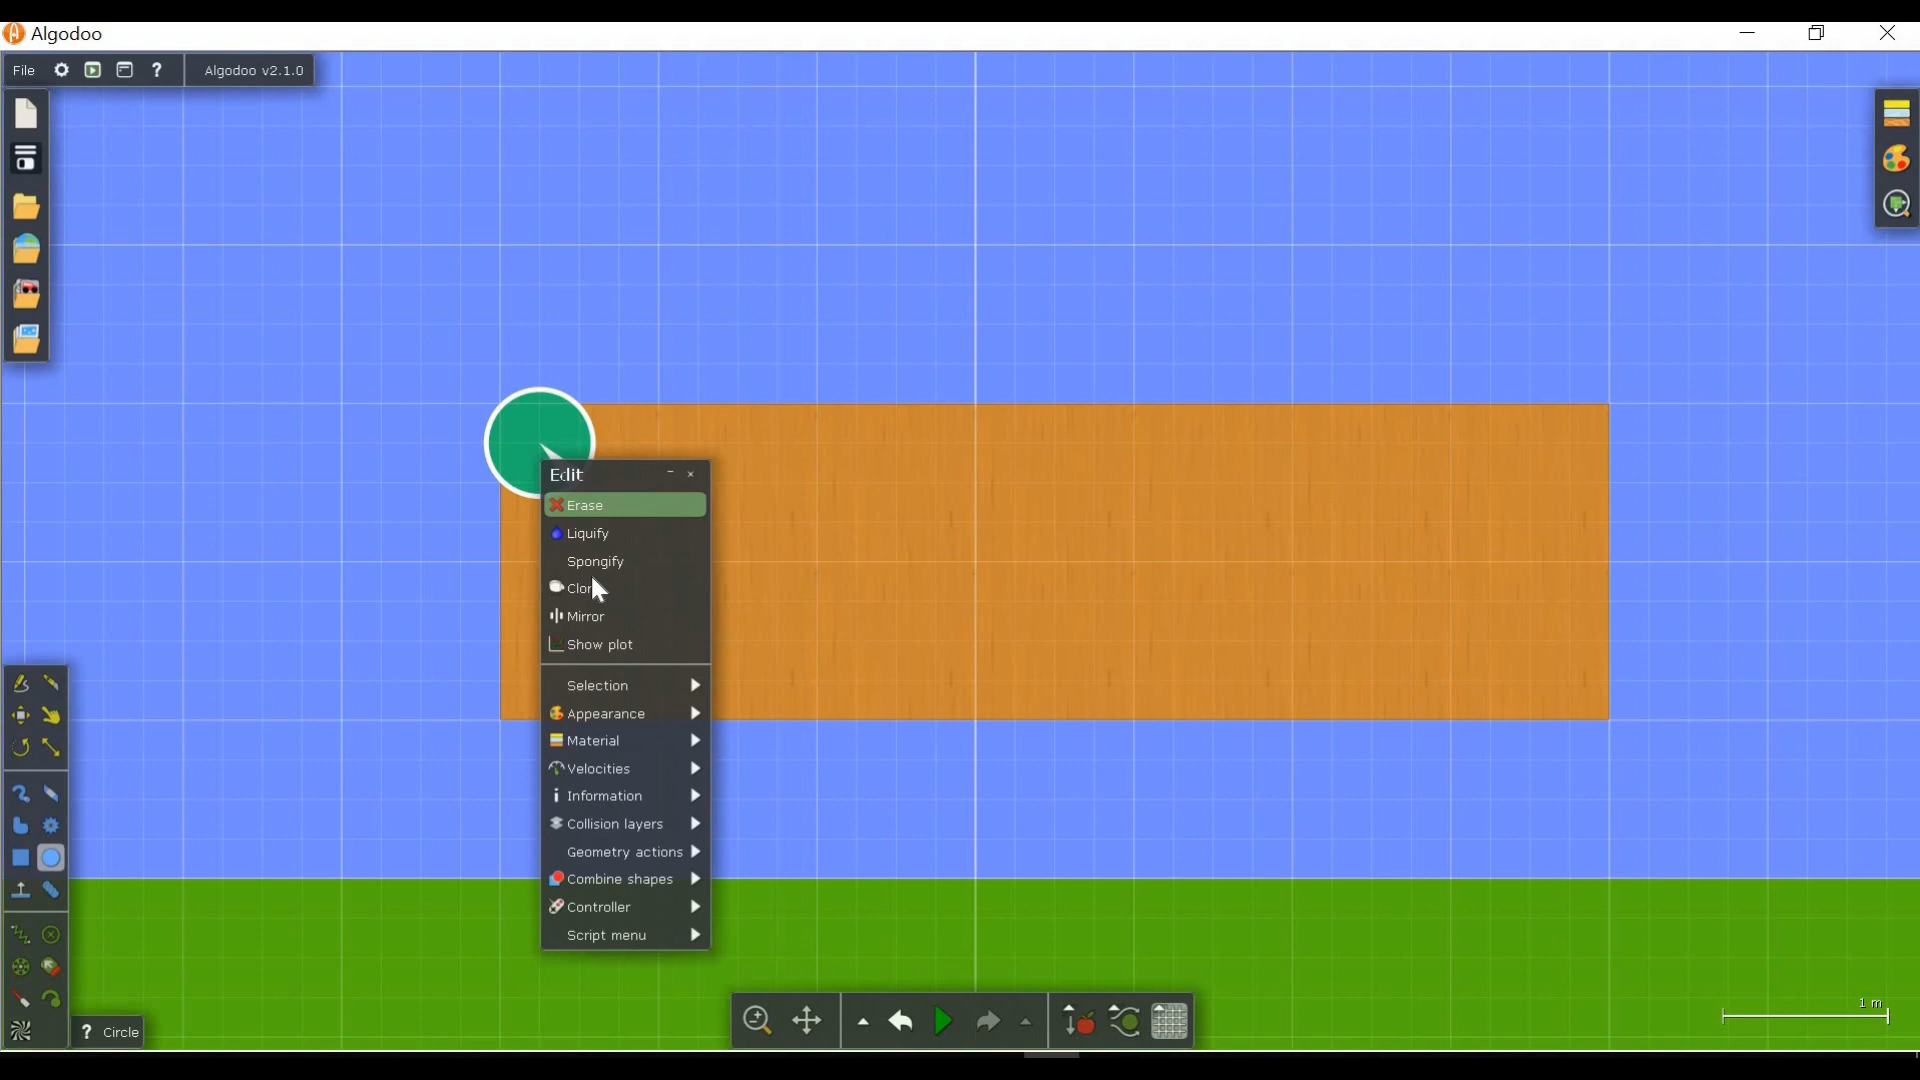 Algodoo
File ? Algodoo v2.1.0
Edit
Erase
Liquify
Spongify
Mirror
Show plot
Selection
Appearance
Material
Velocities
Information
Collision layers
Geometry actions
Combine shapes
Controller
Script menu
1 m
? Circle